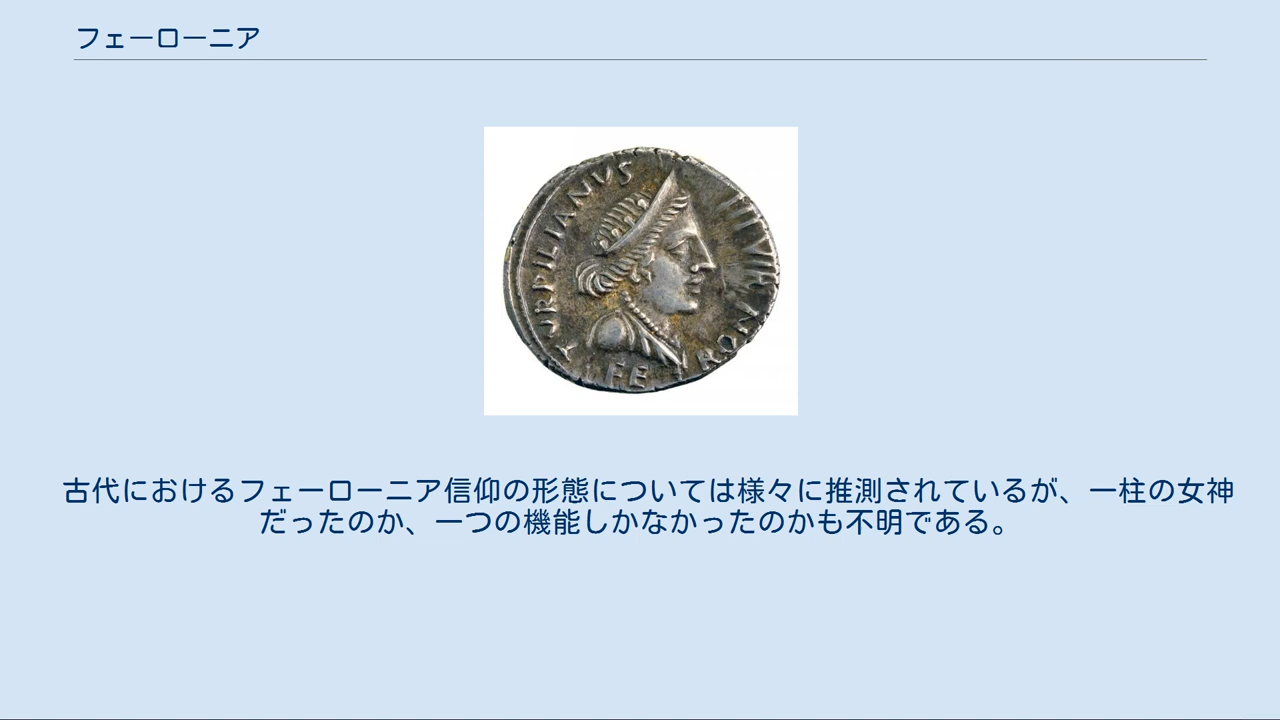 フェーローニア
TVRPILIANVS III VIR
FE RON
古代におけるフェーローニア信仰の形態については様々に推測されているが、一柱の女神
だったのか、一つの機能しかなかったのかも不明である。